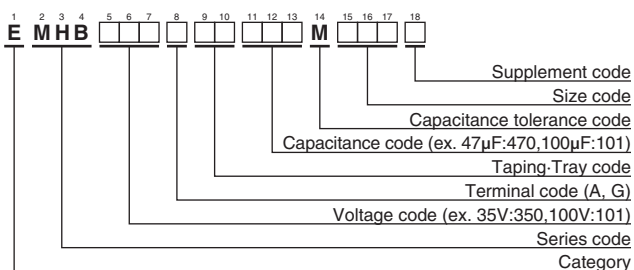 1 2 3 4 5 6 7 8 9 10 11 12 13 14 15 16 17 18
E M H B □□□ □ □□ □□□ M □□□ □
Supplement code
Size code
Capacitance tolerance code
Capacitance code (ex. 47μF:470,100μF:101)
Taping·Tray code
Terminal code (A, G)
Voltage code (ex. 35V:350,100V:101)
Series code
Category